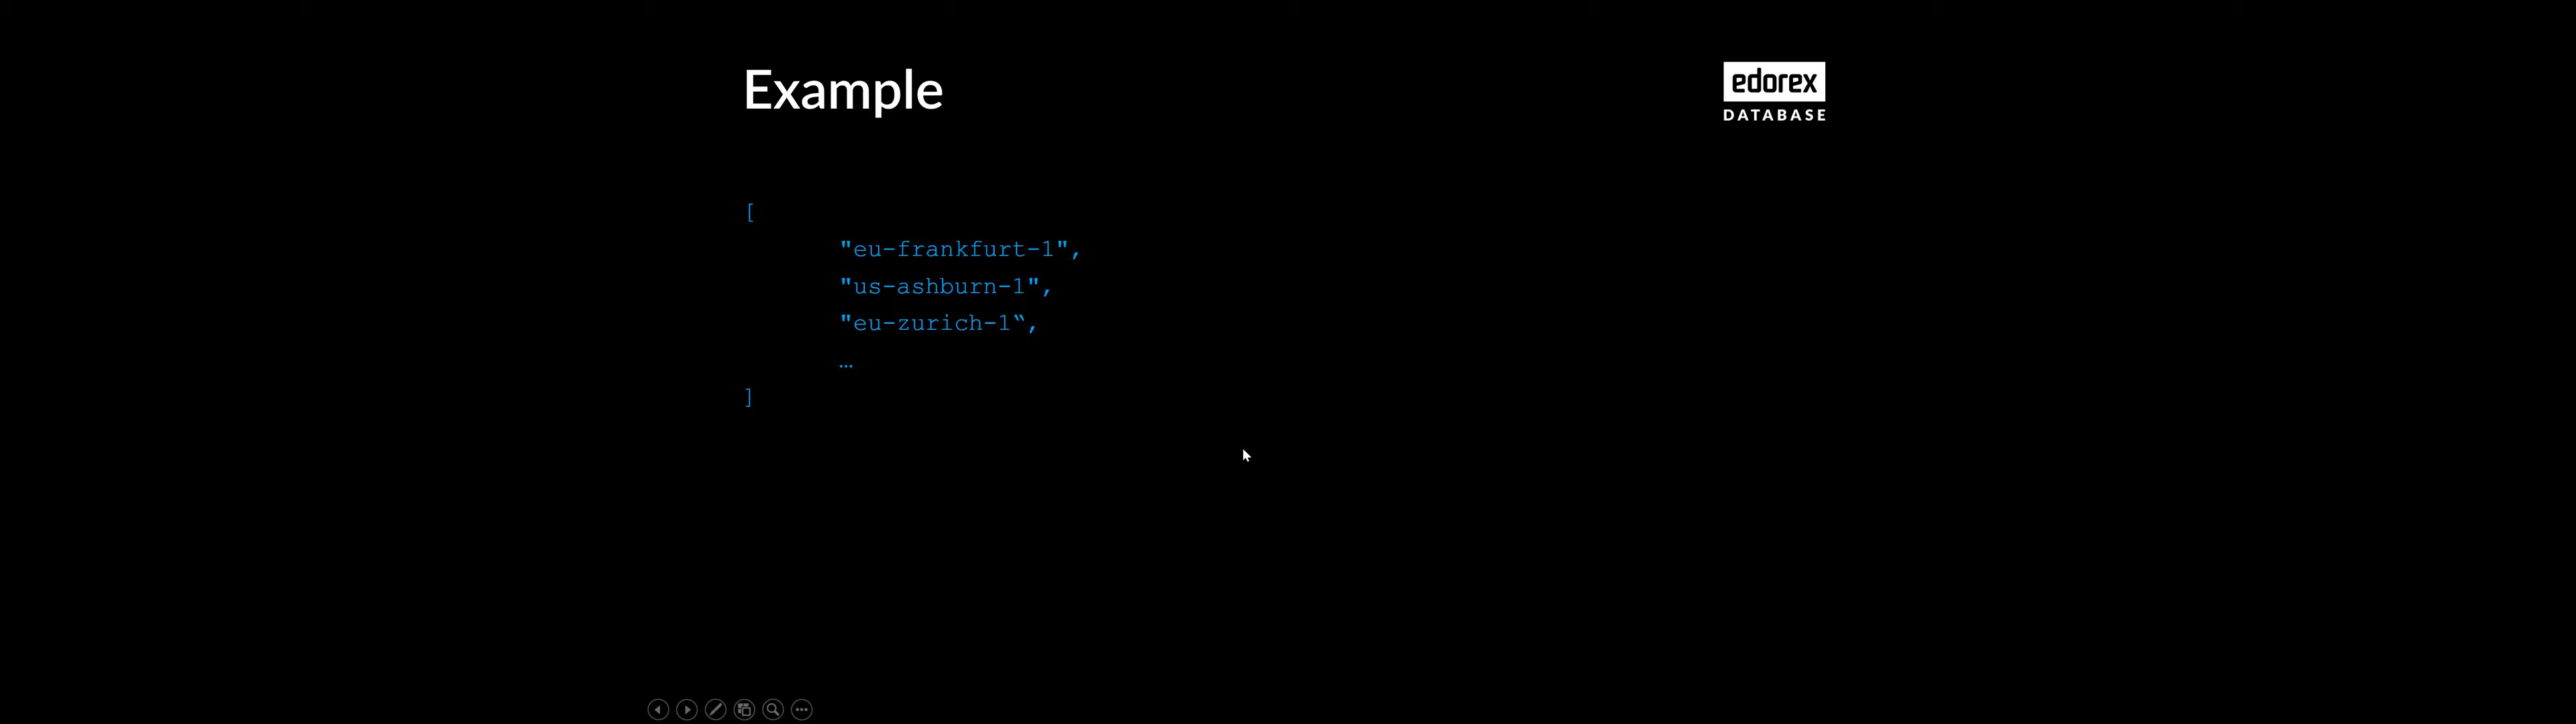 Example
edorex
DATABASE
[
"eu-frankfurt-1",
"us-ashburn-1",
"eu-zurich-1“,
…
]